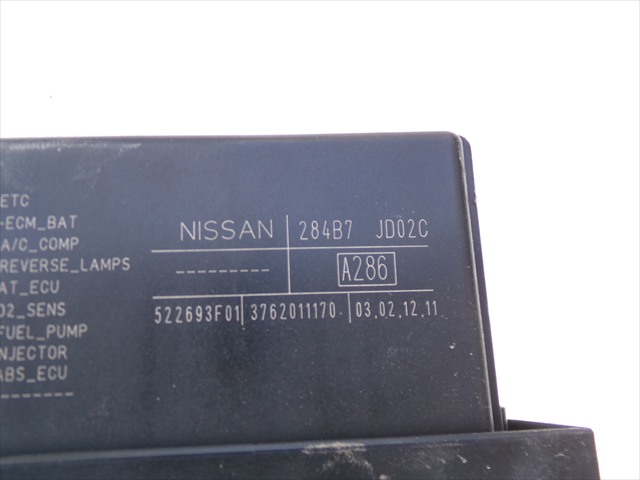 ETC
-ECM_BAT
A/C_COMP
REVERSE_LAMPS
AT_ECU
O2_SENS
FUEL_PUMP
NJECTOR
ABS_ECU
--------
NISSAN 284B7 JD02C
--------- A286
522693F01 3762011170 03.02.12.11